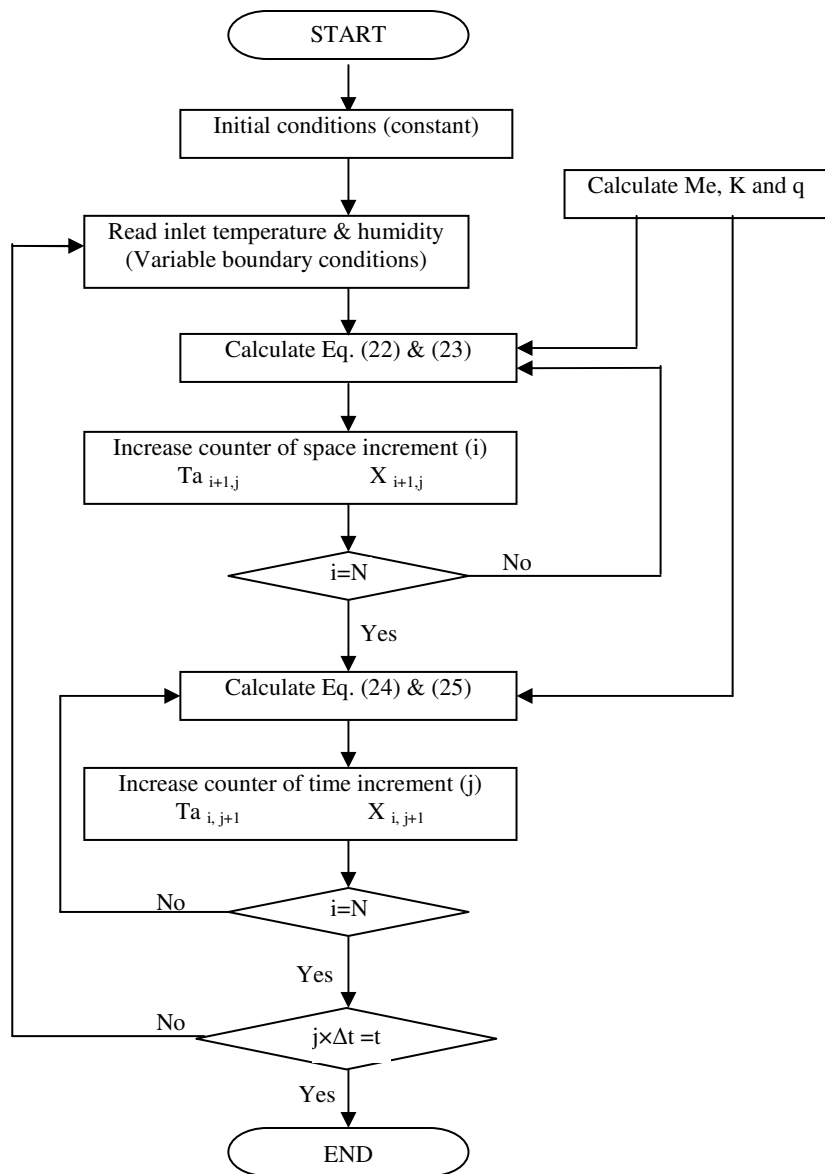 START
Initial conditions (constant)
Calculate Me, K and q
Read inlet temperature & humidity
(Variable boundary conditions)
Calculate Eq. (22) & (23)
Increase counter of space increment (i)
Ta i+1,j X i+1,j
i=N
No
Yes
Calculate Eq. (24) & (25)
Increase counter of time increment (j)
Ta i, j+1 X i, j+1
No
i=N
Yes
No
j×Δt =t
Yes
END